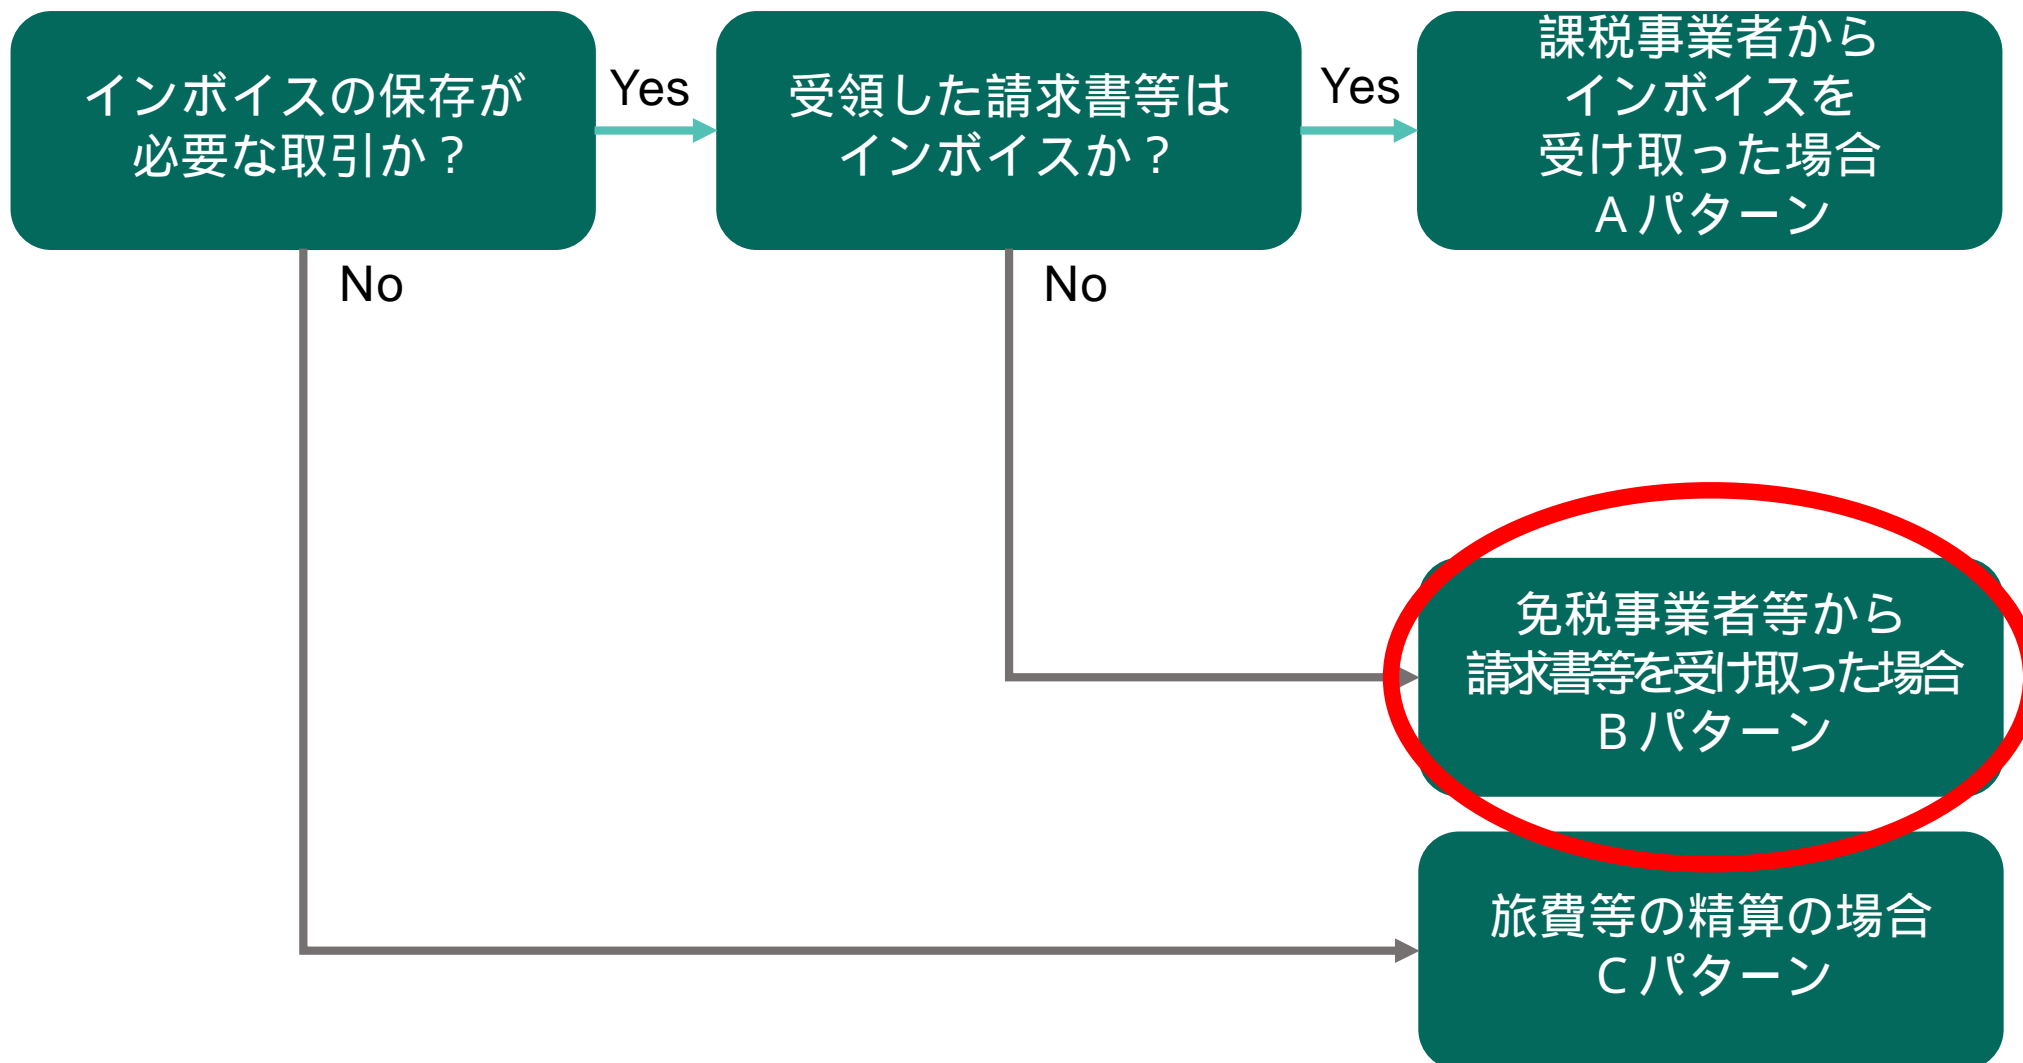 インボイスの保存が
必要な取引か？
Yes
受領した請求書等は
インボイスか？
Yes
課税事業者から
インボイスを
受け取った場合
Aパターン
No
No
免税事業者等から
請求書等を受け取った場合
Bパターン
旅費等の精算の場合
Cパターン